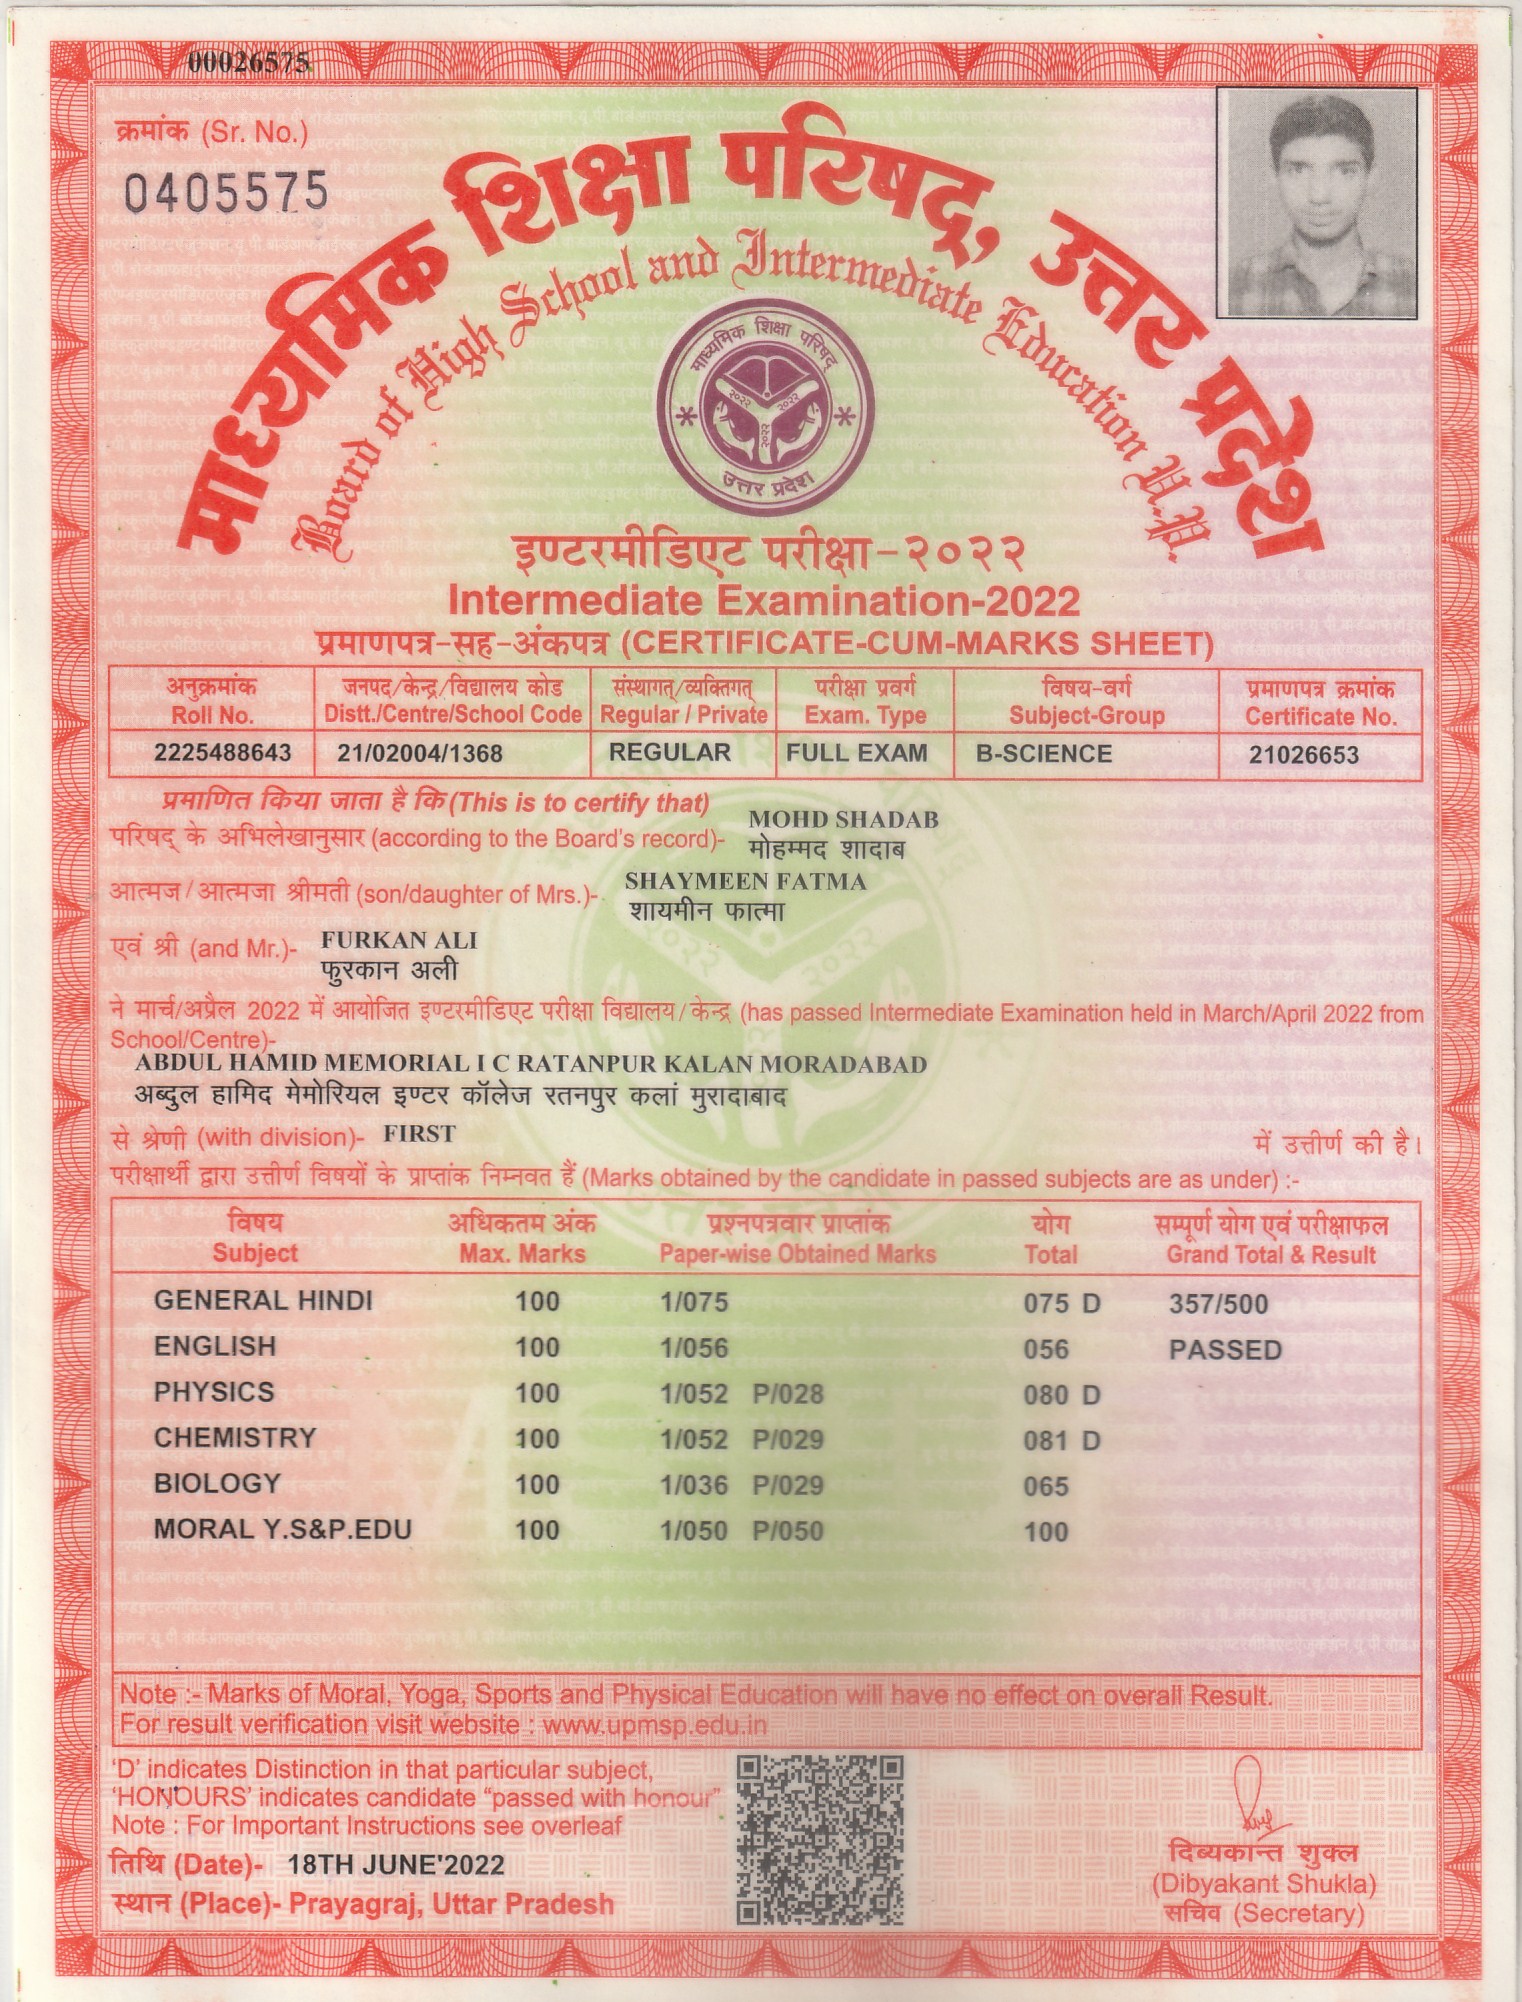 00026575
क्रमांक (Sr. No.)
0405575
माध्यमिक शिक्षा परिषद्, उत्तर प्रदेश
Board of High School and Intermediate Education U.P.
माध्यमिक शिक्षा परिषद्
२०२२ २०२२
२०२२
उत्तर प्रदेश
इण्टरमीडिएट परीक्षा-२०२२
Intermediate Examination-2022
प्रमाणपत्र-सह-अंकपत्र (CERTIFICATE-CUM-MARKS SHEET)
अनुक्रमांक जनपद/केन्द्र/विद्यालय कोड संस्थागत्/व्यक्तिगत् परीक्षा प्रवर्ग विषय-वर्ग प्रमाणपत्र क्रमांक
Roll No. Distt./Centre/School Code Regular / Private Exam. Type Subject-Group Certificate No.
2225488643 21/02004/1368 REGULAR FULL EXAM B-SCIENCE 21026653
प्रमाणित किया जाता है कि (This is to certify that)
MOHD SHADAB
परिषद् के अभिलेखानुसार (according to the Board's record)-
मोहम्मद शादाब
SHAYMEEN FATMA
आत्मज/आत्मजा श्रीमती (son/daughter of Mrs.)-
शायमीन फात्मा
FURKAN ALI
एवं श्री (and Mr.)-
फुरकान अली
ने मार्च/अप्रैल 2022 में आयोजित इण्टरमीडिएट परीक्षा विद्यालय/केन्द्र (has passed Intermediate Examination held in March/April 2022 from
School/Centre)-
ABDUL HAMID MEMORIAL I C RATANPUR KALAN MORADABAD
अब्दुल हामिद मेमोरियल इण्टर कॉलेज रतनपुर कलां मुरादाबाद
से श्रेणी (with division)- FIRST में उत्तीर्ण की है।
परीक्षार्थी द्वारा उत्तीर्ण विषयों के प्राप्तांक निम्नवत हैं (Marks obtained by the candidate in passed subjects are as under) :-
विषय अधिकतम अंक प्रश्नपत्रवार प्राप्तांक योग सम्पूर्ण योग एवं परीक्षाफल
Subject Max. Marks Paper-wise Obtained Marks Total Grand Total & Result
GENERAL HINDI 100 1/075 075 D 357/500
ENGLISH 100 1/056 056 PASSED
PHYSICS 100 1/052 P/028 080 D
CHEMISTRY 100 1/052 P/029 081 D
BIOLOGY 100 1/036 P/029 065
MORAL Y.S&P.EDU 100 1/050 P/050 100
Note :- Marks of Moral, Yoga, Sports and Physical Education will have no effect on overall Result.
For result verification visit website : www.upmsp.edu.in
'D' indicates Distinction in that particular subject,
'HONOURS' indicates candidate "passed with honour"
Note : For Important Instructions see overleaf
तिथि (Date)- 18TH JUNE'2022
स्थान (Place)- Prayagraj, Uttar Pradesh
दिब्यकान्त शुक्ल
(Dibyakant Shukla)
सचिव (Secretary)